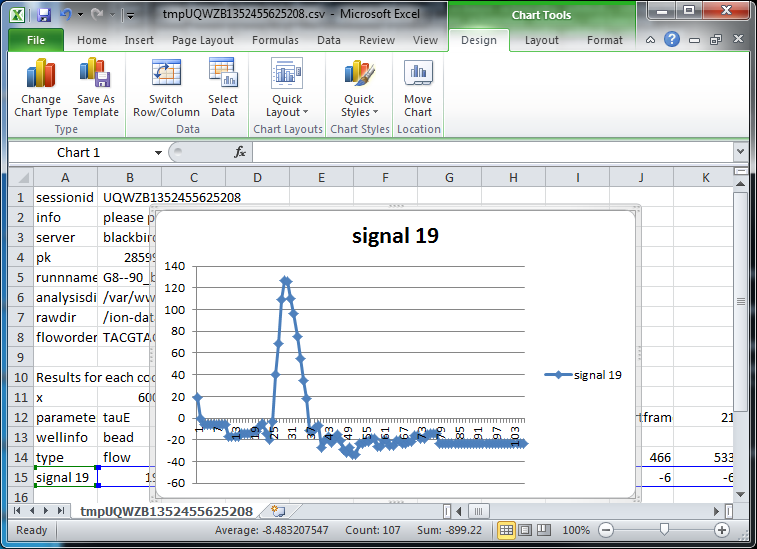 tmpUQWZB1352455625208.csv - Microsoft Excel
Chart Tools
File Home Insert Page Layout Formulas Data Review View Design Layout Format
Change Chart Type
Save As Template
Switch Row/Column
Select Data
Quick Layout
Quick Styles
Move Chart
Type Data Chart Layouts Chart Styles Location
Chart 1 fx
A B C D E F G H I J K
1 sessionid UQWZB1352455625208
2 info please p
3 server blackbird
4 pk 28599
5 runnname G8--90_b
6 analysisdi /var/ww
7 rawdir /ion-dat
8 floworder TACGTAC
9
10 Results for each coo
11 x 600
12 paramete tauE rtfram 21
13 wellinfo bead
14 type flow 466 533
15 signal 19 19 -6 -6
16
signal 19
140
120
100
80
60
40
20
0
-20
-40
-60
1 7 13 19 25 31 37 43 49 55 61 67 73 79 85 91 97 103
signal 19
tmpUQWZB1352455625208
Ready Average: -8.483207547 Count: 107 Sum: -899.22 100%